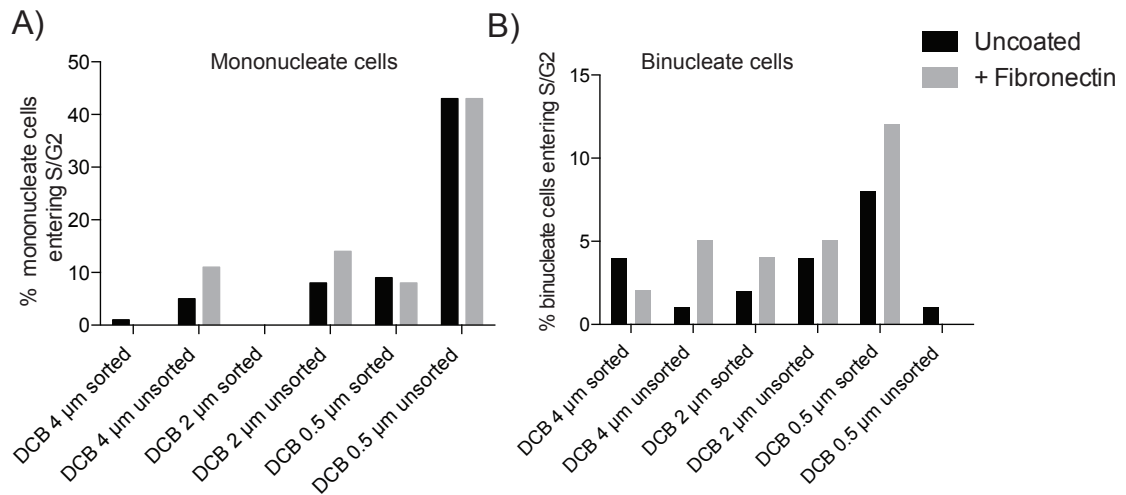 A)
Mononucleate cells
% mononucleate cells
entering S/G2
50
40
30
20
10
0
DCB 4 µm sorted
DCB 4 µm unsorted
DCB 2 µm sorted
DCB 2 µm unsorted
DCB 0.5 µm sorted
DCB 0.5 µm unsorted
B)
Binucleate cells
% binucleate cells entering S/G2
15
10
5
0
DCB 4 µm sorted
DCB 4 µm unsorted
DCB 2 µm sorted
DCB 2 µm unsorted
DCB 0.5 µm sorted
DCB 0.5 µm unsorted
Uncoated
+ Fibronectin